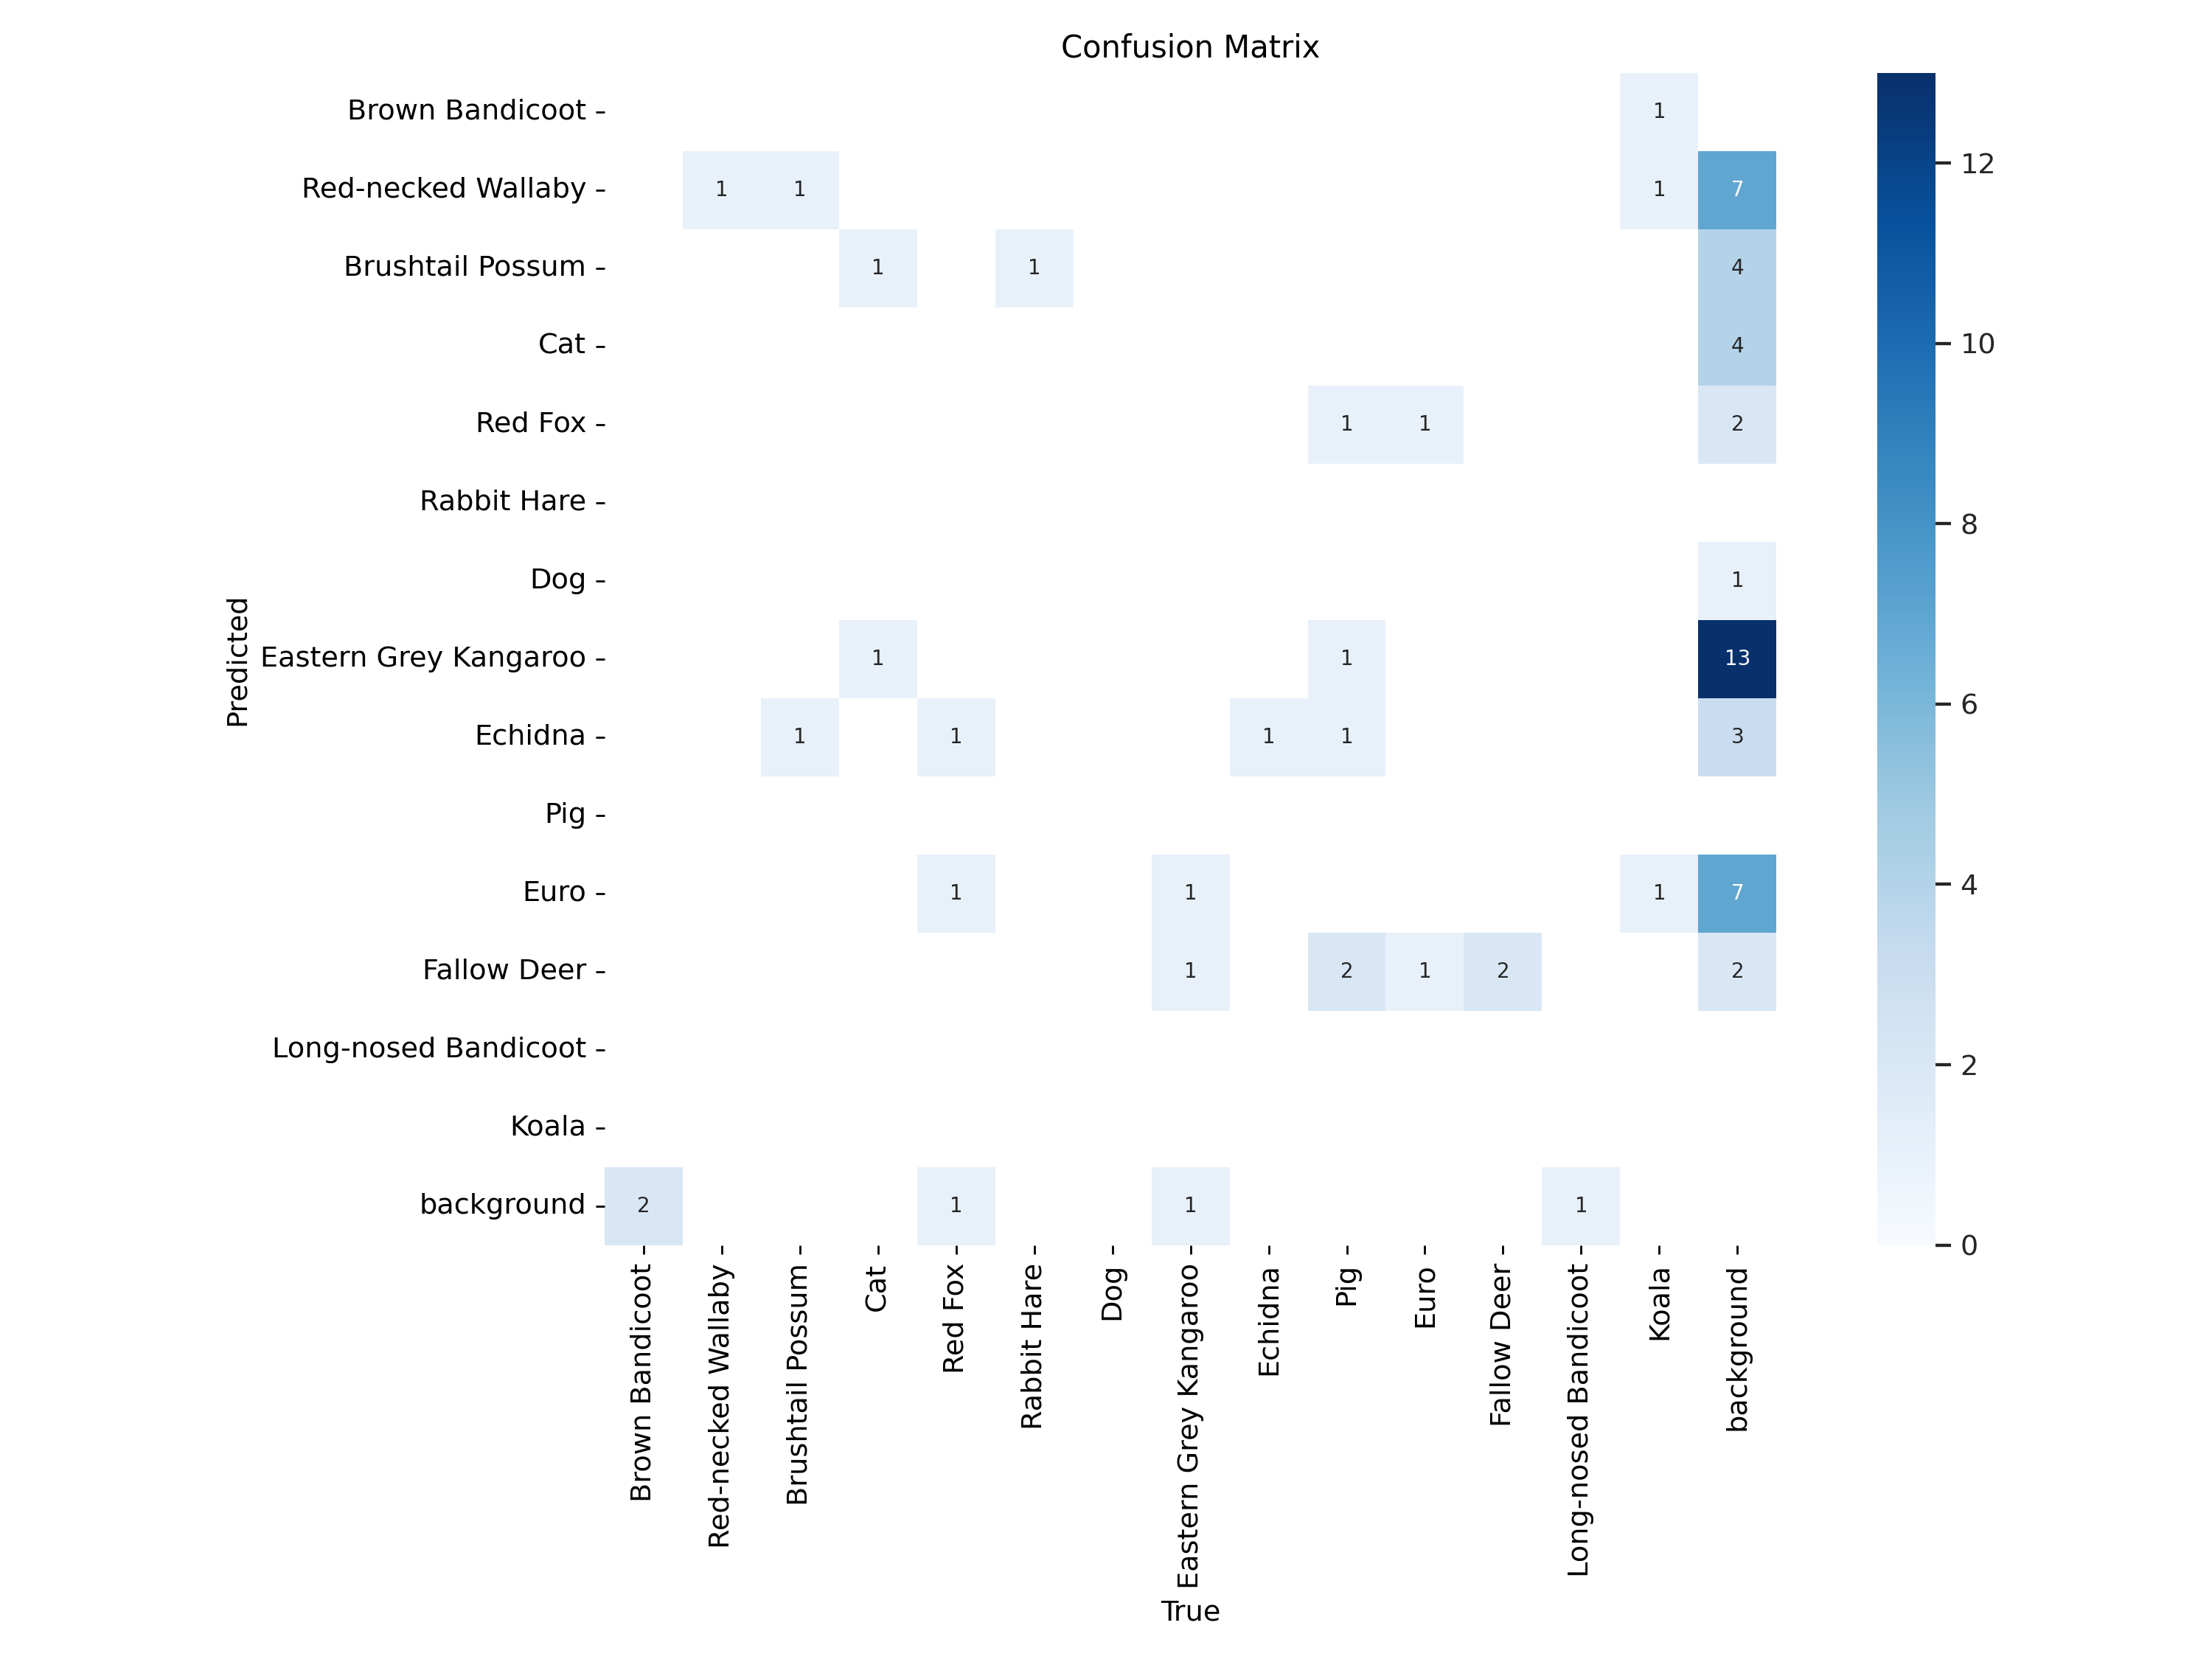 Confusion Matrix
Brown Bandicoot
1
Red-necked Wallaby
1 1 1 7
Brushtail Possum
1 1 4
Cat
4
Red Fox
1 1 2
Rabbit Hare
Dog
1
Eastern Grey Kangaroo
1 1 13
Echidna
1 1 1 1 3
Pig
Euro
1 1 1 7
Fallow Deer
1 2 1 2 2
Long-nosed Bandicoot
Koala
background
2 1 1 1
Predicted
Brown Bandicoot
Red-necked Wallaby
Brushtail Possum
Cat
Red Fox
Rabbit Hare
Dog
Eastern Grey Kangaroo
Echidna
Pig
Euro
Fallow Deer
Long-nosed Bandicoot
Koala
background
True
12
10
8
6
4
2
0